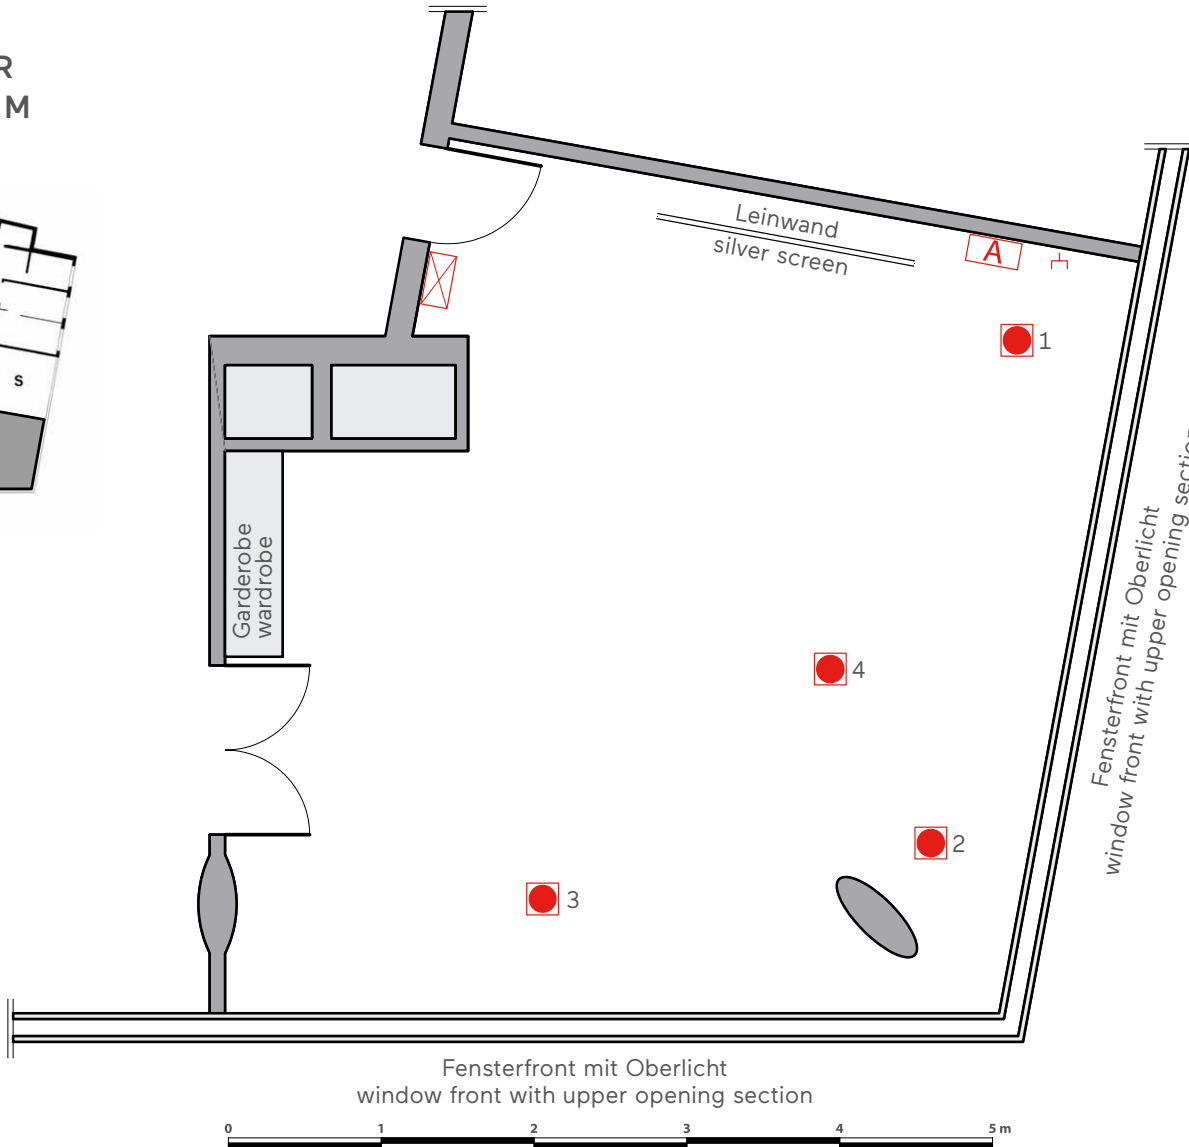 R
M
S
Leinwand
silver screen
A
1
Garderobe
wardrobe
4
2
3
Fensterfront mit Oberlicht
window front with upper opening section
Fensterfront mit Oberlicht
window front with upper opening section
0 1 2 3 4 5 m